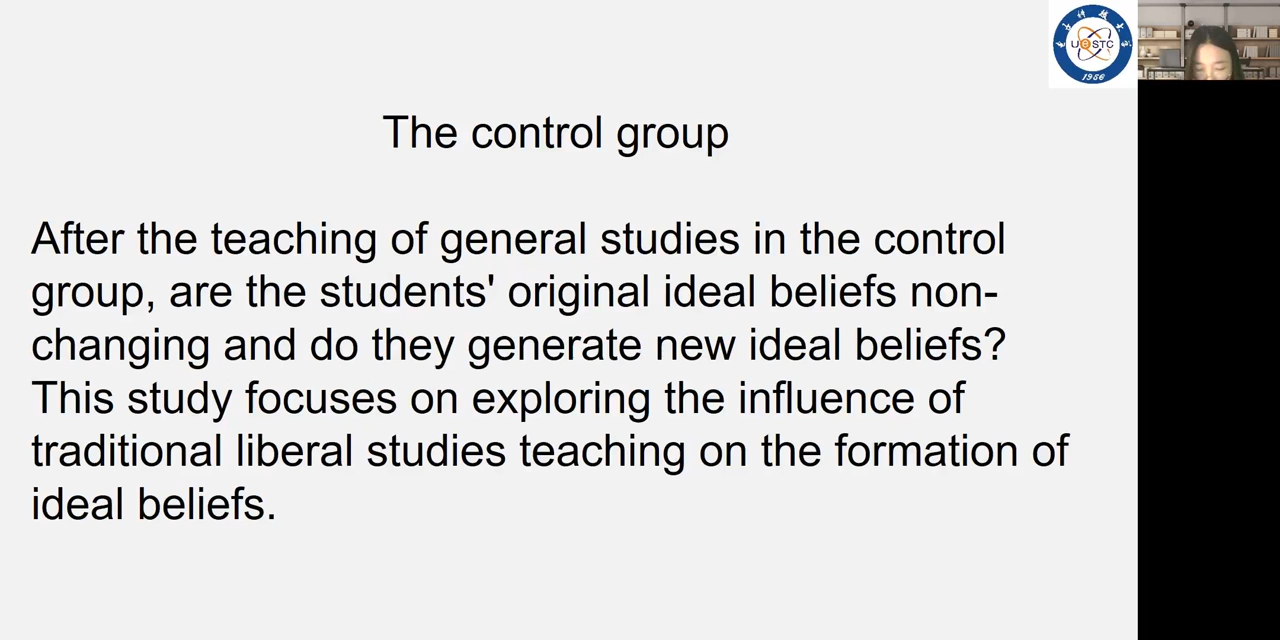 UeSTC
1956
The control group
After the teaching of general studies in the control
group, are the students' original ideal beliefs non-
changing and do they generate new ideal beliefs?
This study focuses on exploring the influence of
traditional liberal studies teaching on the formation of
ideal beliefs.